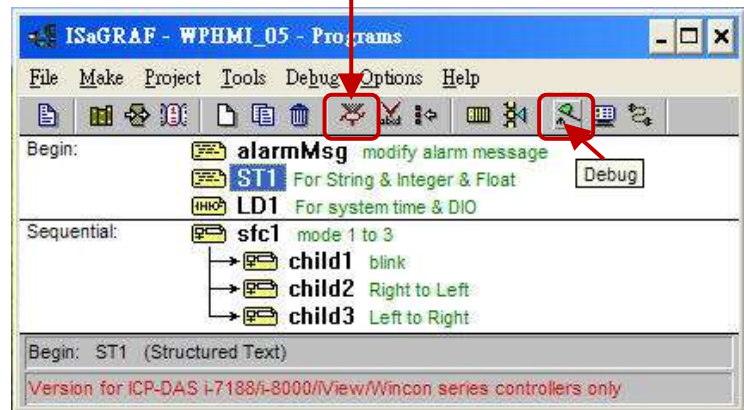 ISaGRAF - WPHMI_05 - Programs
File Make Project Tools Debug Options Help
Begin: alarmMsg modify alarm message
ST1 For String & Integer & Float
Debug
LD1 For system time & DIO
Sequential: sfc1 mode 1 to 3
child1 blink
child2 Right to Left
child3 Left to Right
Begin: ST1 (Structured Text)
Version for ICP-DAS i-7188/i-8000/iView/Wincon series controllers only